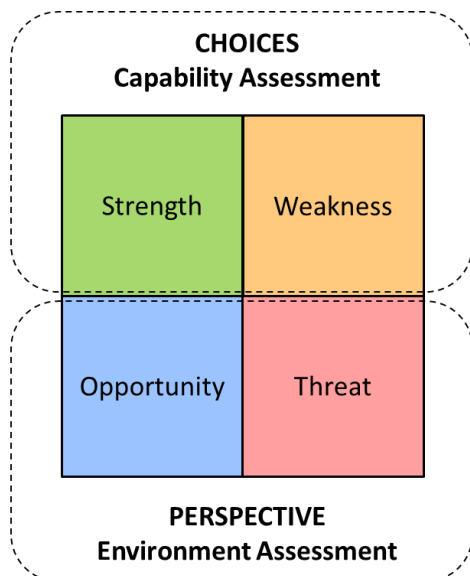 CHOICES
Capability Assessment
Strength
Weakness
Opportunity
Threat
PERSPECTIVE
Environment Assessment